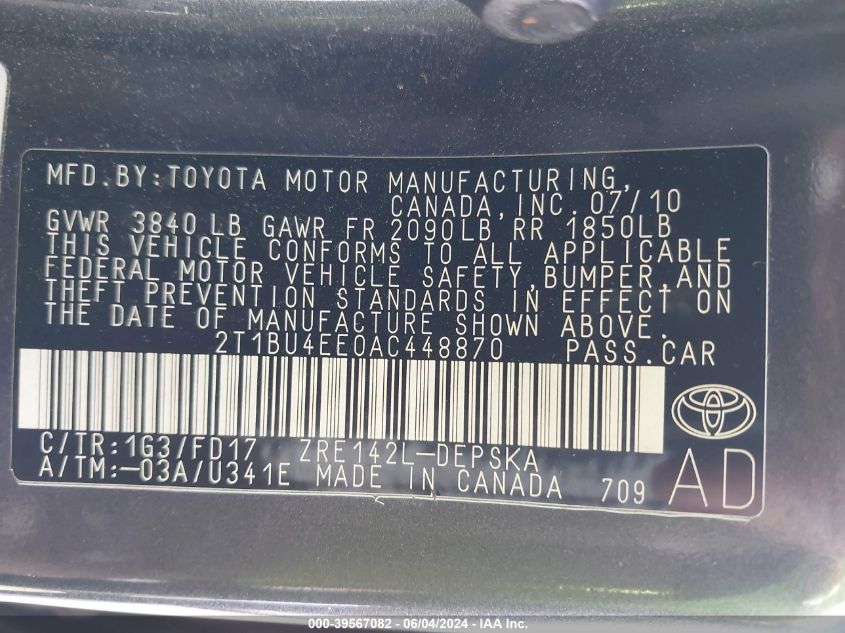 MFD.BY:TOYOTA MOTOR MANUFACTURING,
CANADA,INC.07/10
GVWR 3840 LB GAWR FR 2090LB RR 1850LB
THIS VEHICLE CONFORMS TO ALL APPLICABLE
FEDERAL MOTOR VEHICLE SAFETY,BUMPER,AND
THEFT PREVENTION STANDARDS IN EFFECT ON
THE DATE OF MANUFACTURE SHOWN ABOVE.
2T1BU4EE0AC448870 PASS.CAR
C/TR:1G3/FD17 ZRE142L-DEPSKA
A/TM:-03A/U341E MADE IN CANADA 709
AD
000-39567082 - 06/04/2024 - IEEI.com